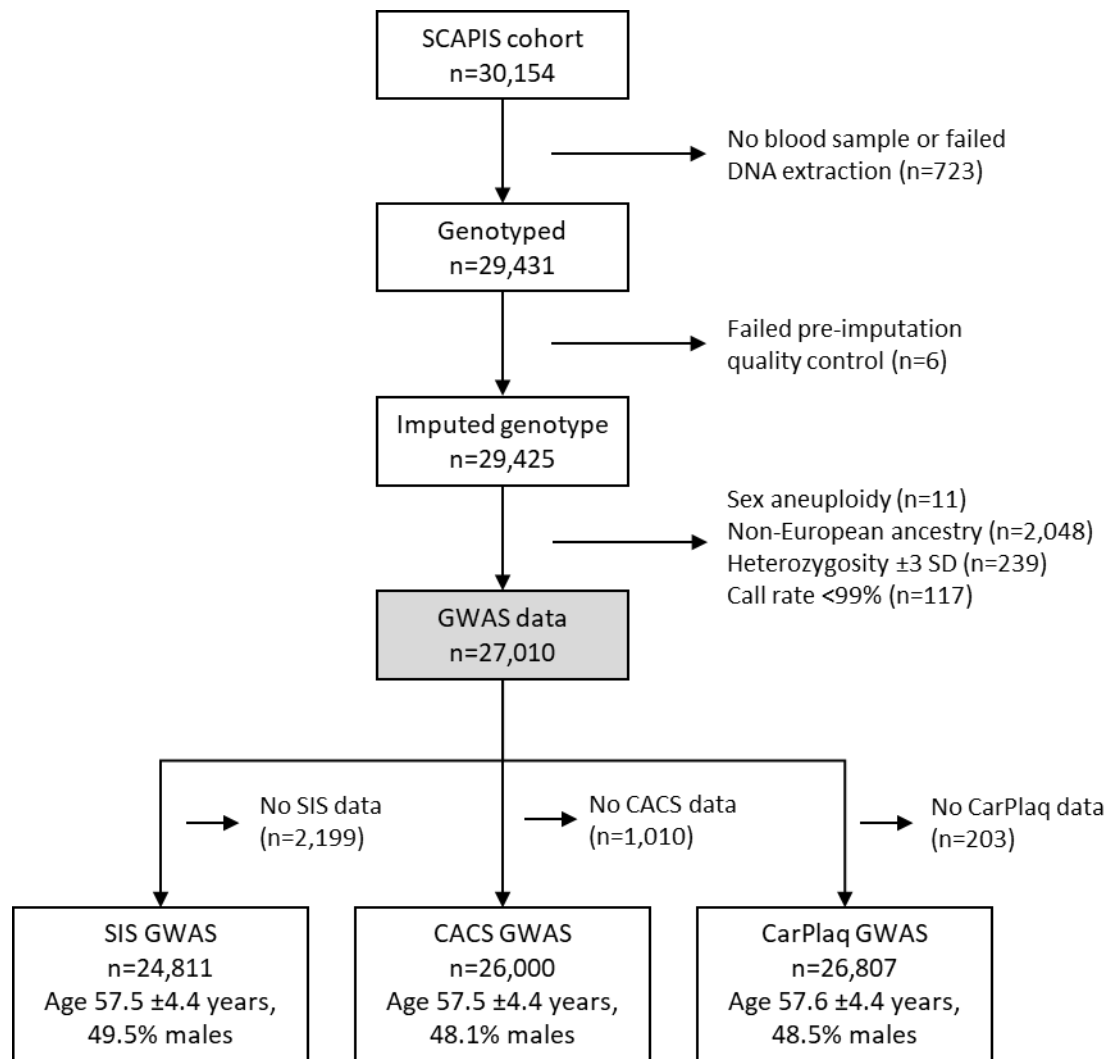 SCAPIS cohort
n=30,154
No blood sample or failed
DNA extraction (n=723)
Genotyped
n=29,431
Failed pre-imputation
quality control (n=6)
Imputed genotype
n=29,425
Sex aneuploidy (n=11)
Non-European ancestry (n=2,048)
Heterozygosity ±3 SD (n=239)
Call rate <99% (n=117)
GWAS data
n=27,010
No SIS data
(n=2,199)
No CACS data
(n=1,010)
No CarPlaq data
(n=203)
SIS GWAS
n=24,811
Age 57.5 ±4.4 years,
49.5% males
CACS GWAS
n=26,000
Age 57.5 ±4.4 years,
48.1% males
CarPlaq GWAS
n=26,807
Age 57.6 ±4.4 years,
48.5% males